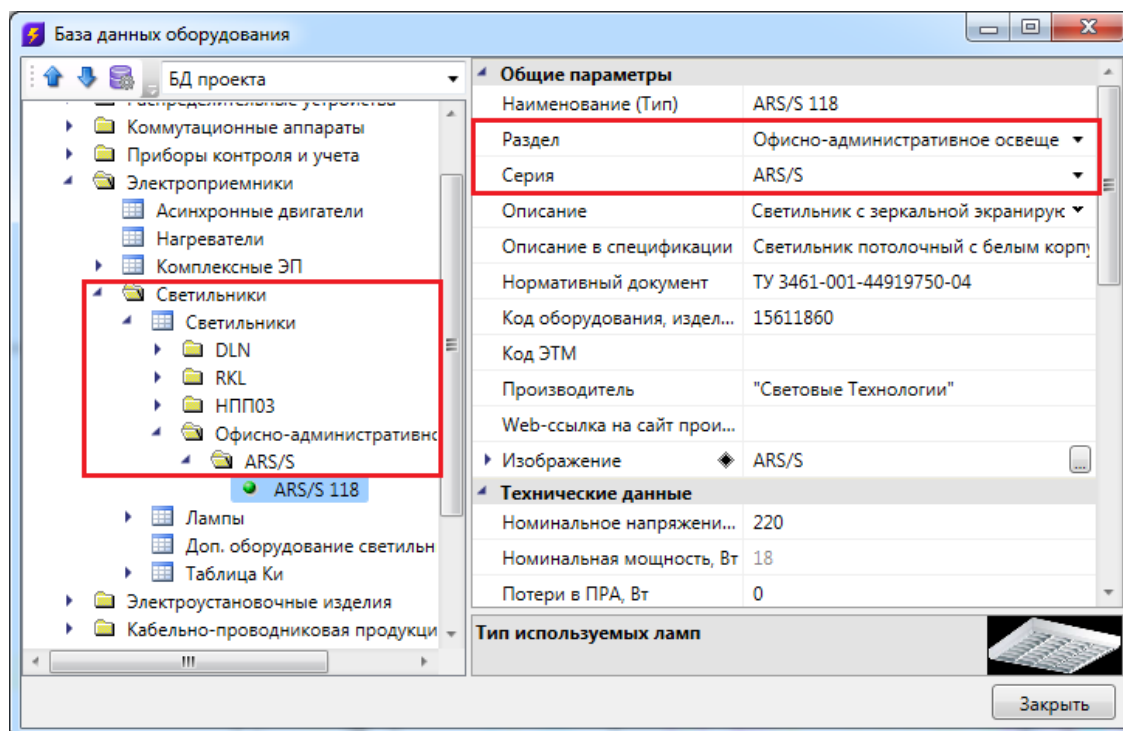 База данных оборудования
БД проекта
Распределительные устройства
Коммутационные аппараты
Приборы контроля и учета
Электроприемники
Асинхронные двигатели
Нагреватели
Комплексные ЭП
Светильники
Светильники
DLN
RKL
НПП03
Офисно-административно
ARS/S
ARS/S 118
Лампы
Доп. оборудование светильн
Таблица Ки
Электроустановочные изделия
Кабельно-проводниковая продукци
Общие параметры
Наименование (Тип) ARS/S 118
Раздел Офисно-административное освеще
Серия ARS/S
Описание Светильник с зеркальной экранирук
Описание в спецификации Светильник потолочный с белым корпу
Нормативный документ ТУ 3461-001-44919750-04
Код оборудования, издел... 15611860
Код ЭТМ
Производитель "Световые Технологии"
Web-ссылка на сайт прои...
Изображение ARS/S ...
Технические данные
Номинальное напряжени... 220
Номинальная мощность, Вт 18
Потери в ПРА, Вт 0
Тип используемых ламп
Закрыть